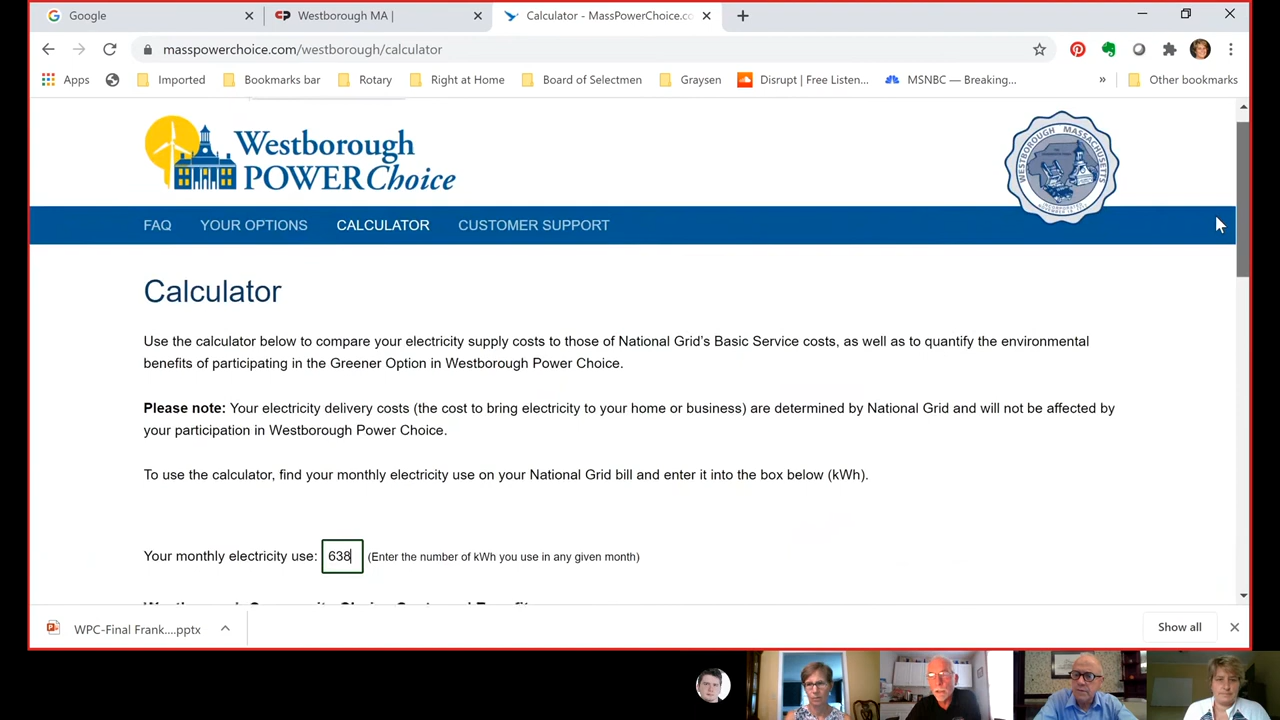 Google
Westborough MA |
Calculator - MassPowerChoice.co
masspowerchoice.com/westborough/calculator
Apps
Imported
Bookmarks bar
Rotary
Right at Home
Board of Selectmen
Graysen
Disrupt | Free Listen...
MSNBC — Breaking...
»
Other bookmarks
Westborough
POWERChoice
WESTBOROUGH MASSACHUSETTS
FAQ
YOUR OPTIONS
CALCULATOR
CUSTOMER SUPPORT
Calculator
Use the calculator below to compare your electricity supply costs to those of National Grid's Basic Service costs, as well as to quantify the environmental
benefits of participating in the Greener Option in Westborough Power Choice.
Please note: Your electricity delivery costs (the cost to bring electricity to your home or business) are determined by National Grid and will not be affected by
your participation in Westborough Power Choice.
To use the calculator, find your monthly electricity use on your National Grid bill and enter it into the box below (kWh).
Your monthly electricity use: 638 (Enter the number of kWh you use in any given month)
WPC-Final Frank....pptx
Show all